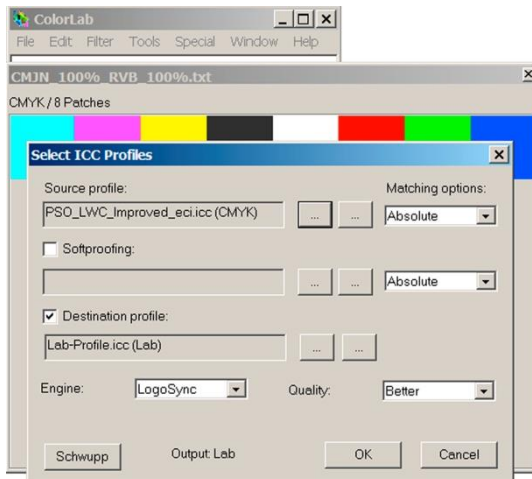 ColorLab
File Edit Filter Tools Special Window Help
CMJN_100%_RVB_100%.txt
CMYK / 8 Patches
Select ICC Profiles
Source profile: Matching options:
PSO_LWC_Improved_eci.icc (CMYK) ... ... Absolute
Softproofing:
... ... Absolute
Destination profile:
Lab-Profile.icc (Lab) ... ...
Engine: LogoSync Quality: Better
Schwupp Output: Lab OK Cancel